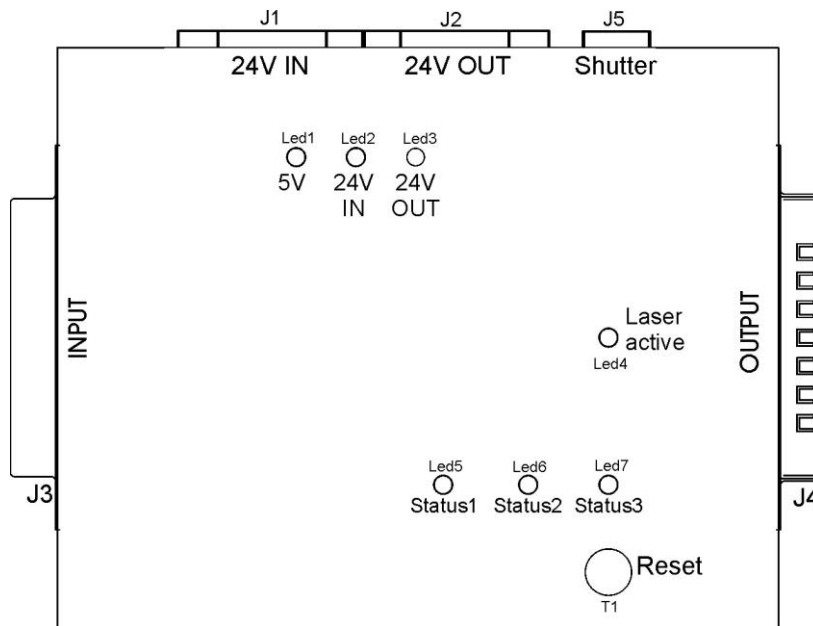 J1
J2
J5
24V IN
24V OUT
Shutter
Led1
Led2
Led3
5V
24V
IN
24V
OUT
INPUT
Laser
active
Led4
OUTPUT
Led5
Led6
Led7
Status1
Status2
Status3
J3
J4
Reset
T1